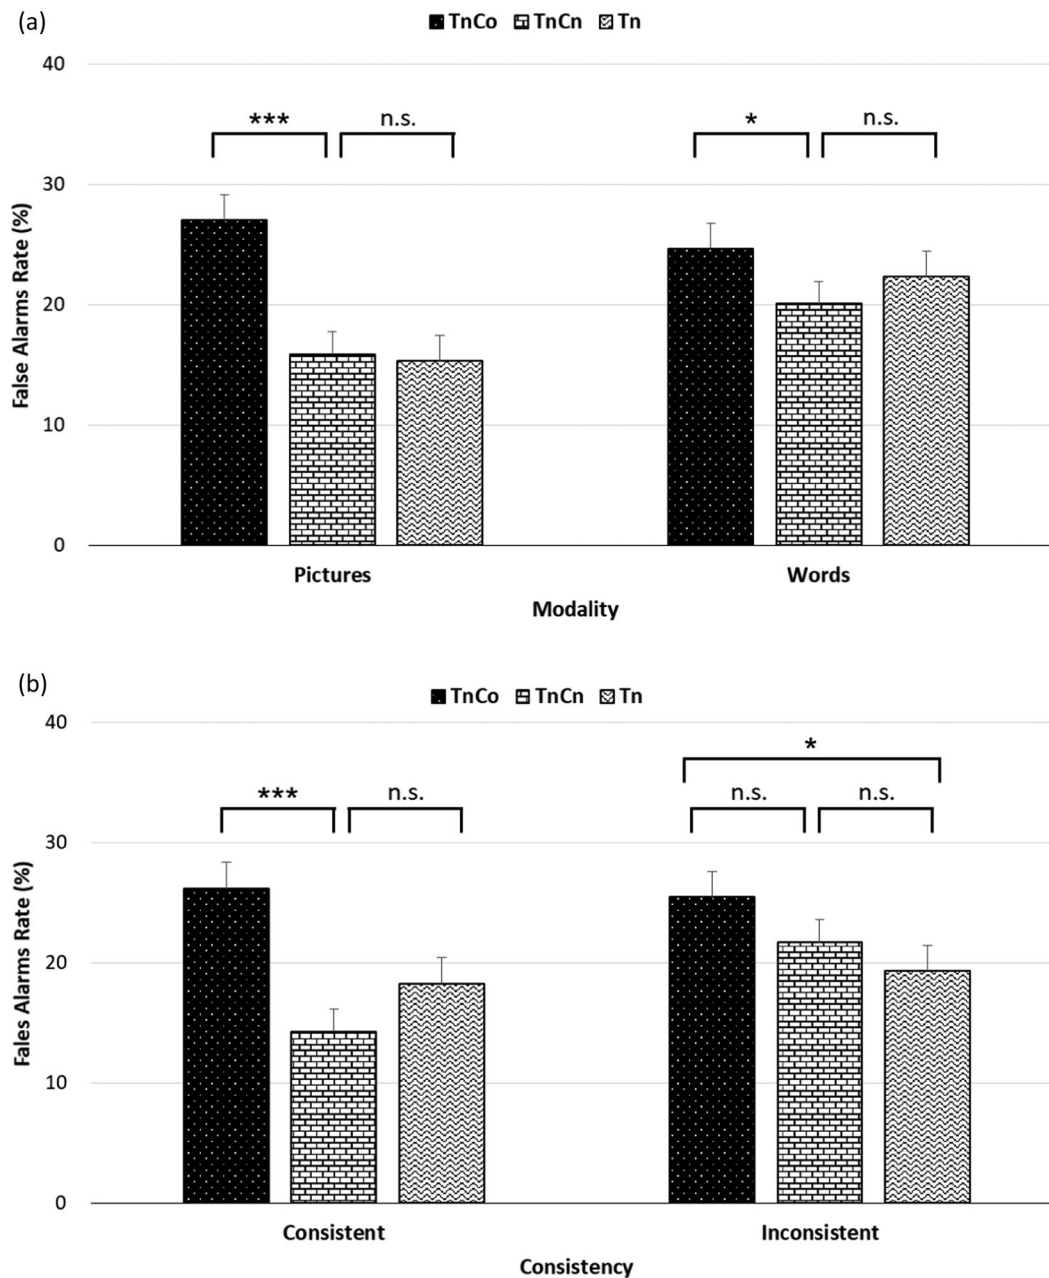 (a)
TnCo TnCn Tn
40
30
20
10
0
False Alarms Rate (%)
*** n.s. * n.s.
Pictures Words
Modality
(b)
TnCo TnCn Tn
40
30
20
10
0
Fales Alarms Rate (%)
*
*** n.s. n.s. n.s.
Consistent Inconsistent
Consistency